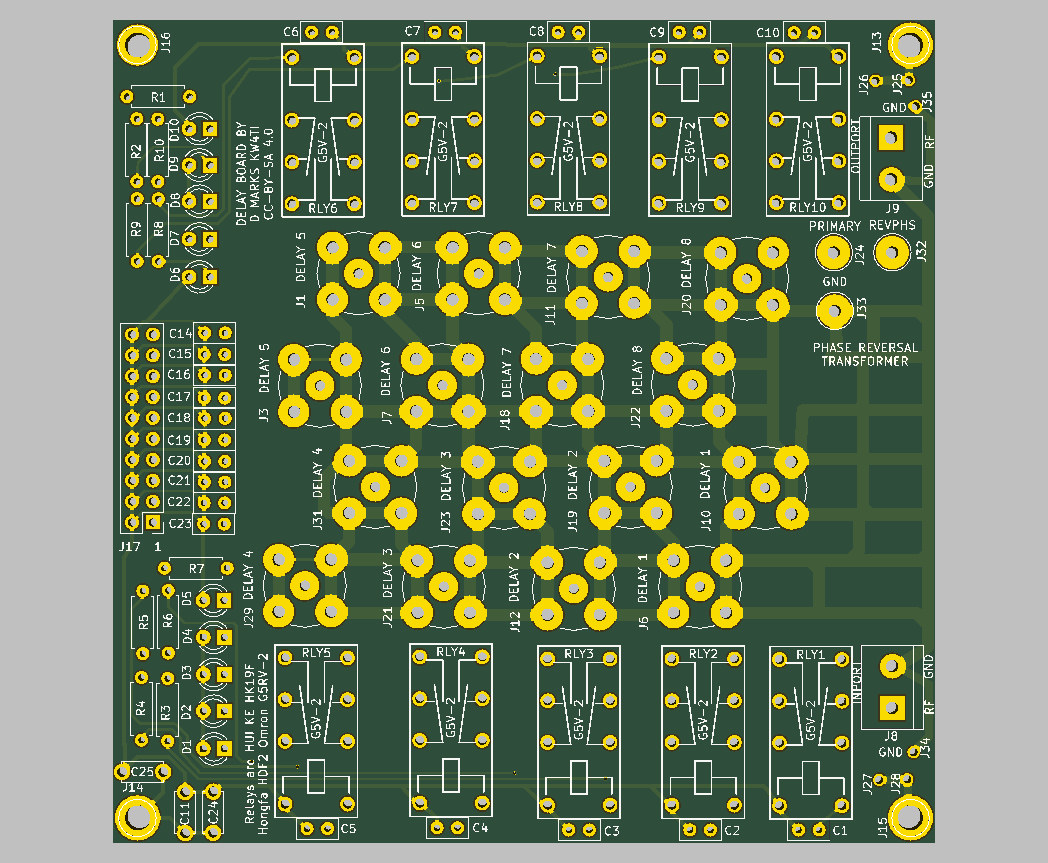 C6
C7
C8
C9
C10
J16
J13
J26
J25
J35
GND
R1
R2
R10
D10
D9
D8
D7
D6
R9
R8
DELAY BOARD BY
D MARKS KW4TI
CC-BY-SA 4.0
G5V-2
G5V-2
G5V-2
G5V-2
G5V-2
RLY6
RLY7
RLY8
RLY9
RLY10
OUTPORT
RF
GND
J9
PRIMARY
REVPHS
J24
J32
GND
J33
PHASE REVERSAL
TRANSFORMER
DELAY 5
J1
DELAY 6
J5
DELAY 7
J11
DELAY 8
J20
C14
C15
C16
C17
C18
C19
C20
C21
C22
C23
J17 1
DELAY 5
J3
DELAY 6
J7
DELAY 7
J18
DELAY 8
J22
DELAY 4
J31
DELAY 3
J23
DELAY 2
J19
DELAY 1
J10
DELAY 4
J29
DELAY 3
J21
DELAY 2
J12
DELAY 1
J6
R7
R5
R6
D5
D4
D3
D2
D1
R4
R3
C25
J14
C11
C24
Relays are HUI KE HK19F
Hongfa HDF2 Omron G5RV-2
RLY5
RLY4
RLY3
RLY2
RLY1
G5V-2
G5V-2
G5V-2
G5V-2
G5V-2
INPORT
GND
RF
J8
GND
J34
J27
J28
J15
C5
C4
C3
C2
C1